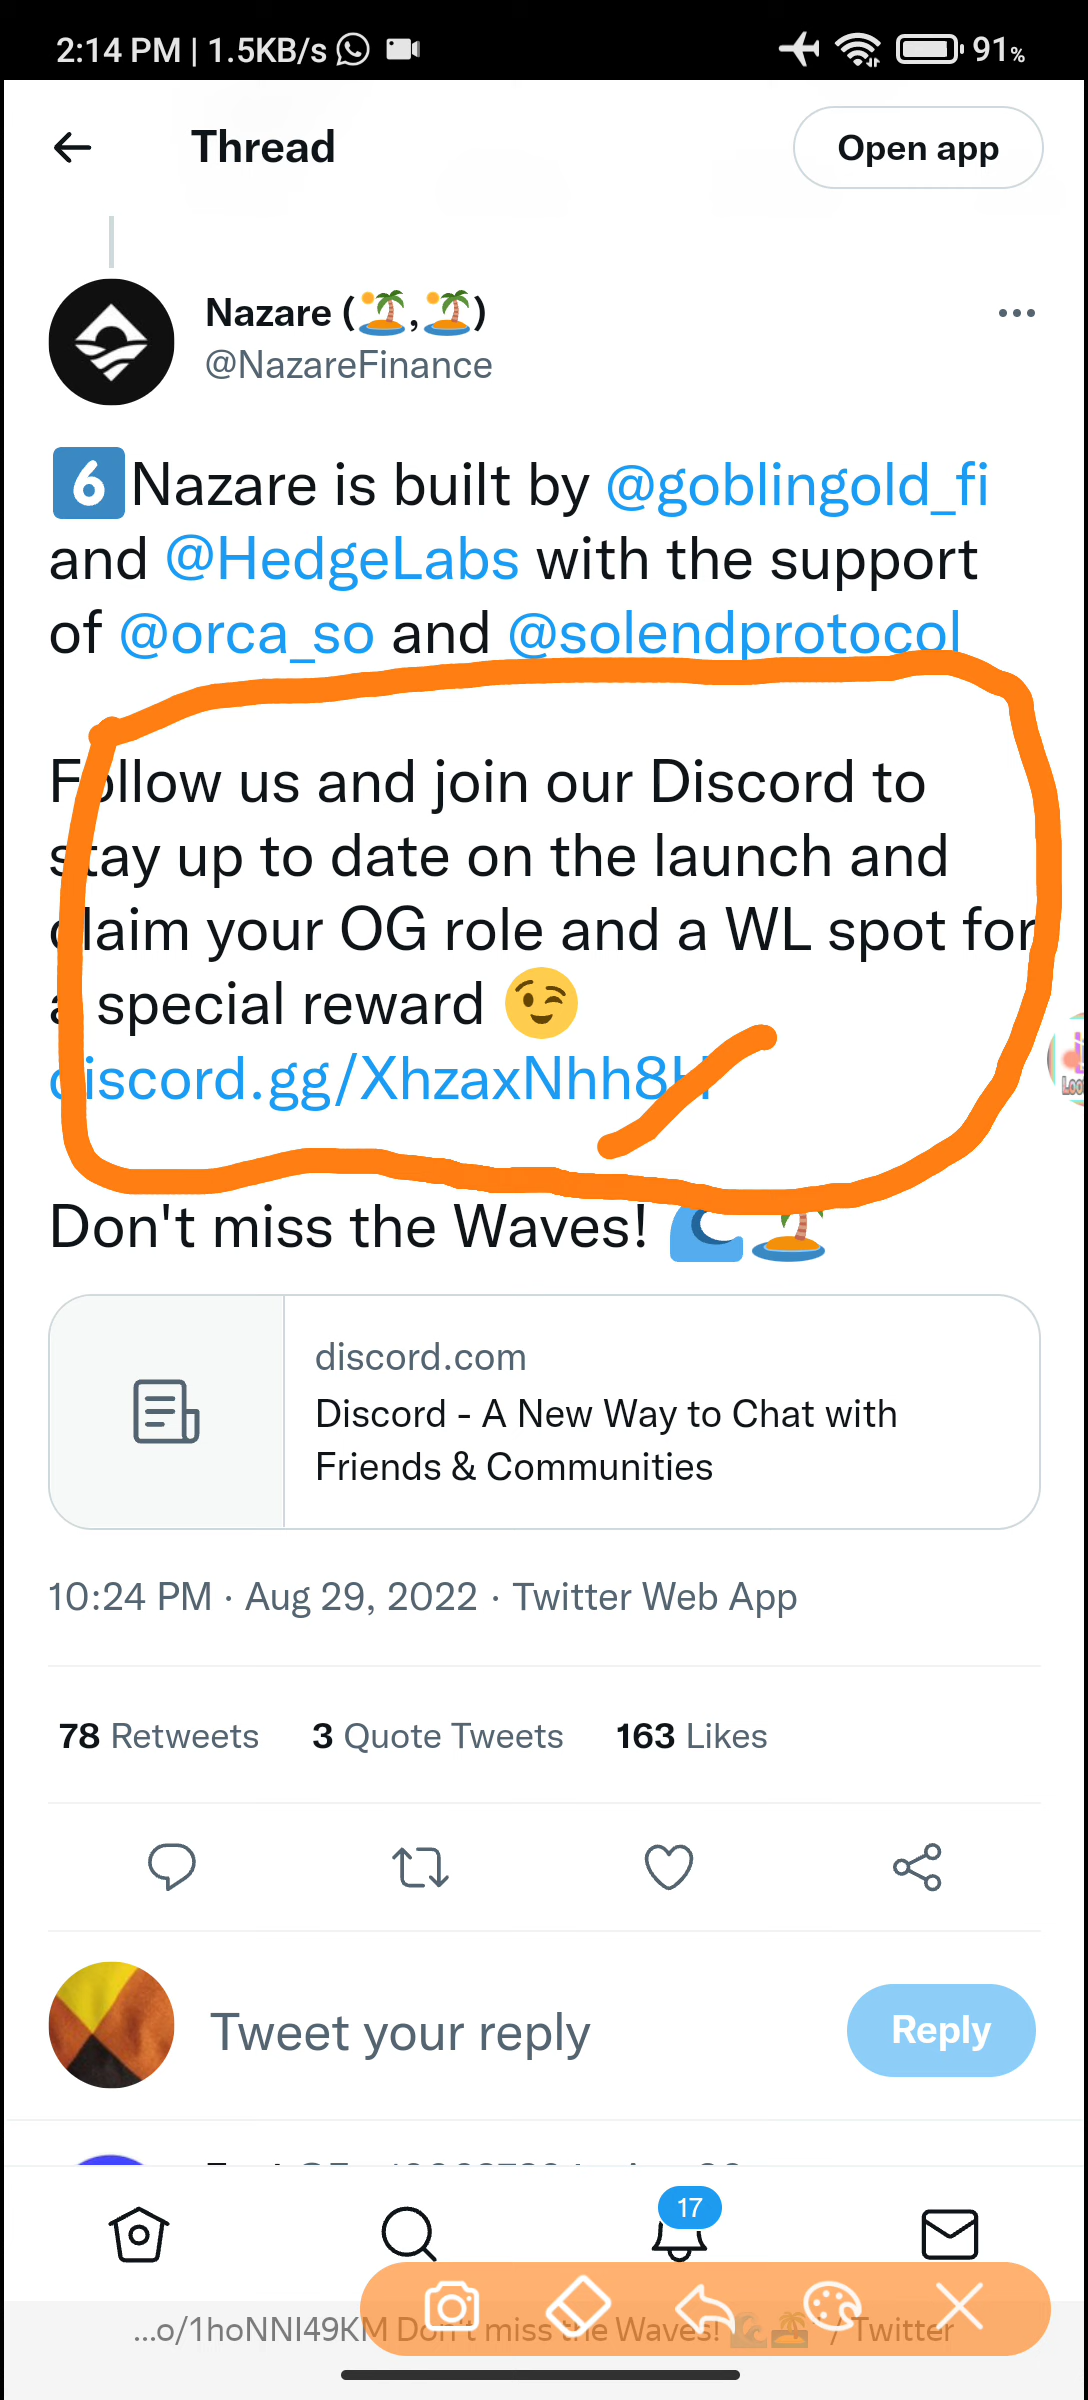 2:14 PM | 1.5KB/s 91%
Thread
Open app
Nazare (🏝️,🏝️)
@NazareFinance
6️⃣Nazare is built by @goblingold_fi
and @HedgeLabs with the support
of @orca_so and @solendprotocol
Follow us and join our Discord to
stay up to date on the launch and
claim your OG role and a WL spot for
a special reward 😉
discord.gg/XhzaxNhh8H
Don't miss the Waves! 🌊🏝️
discord.com
Discord - A New Way to Chat with
Friends & Communities
10:24 PM · Aug 29, 2022 · Twitter Web App
78 Retweets 3 Quote Tweets 163 Likes
Tweet your reply
Reply
17
...o/1hoNNI49KM Don't miss the Waves! 🌊🏝️" / Twitter